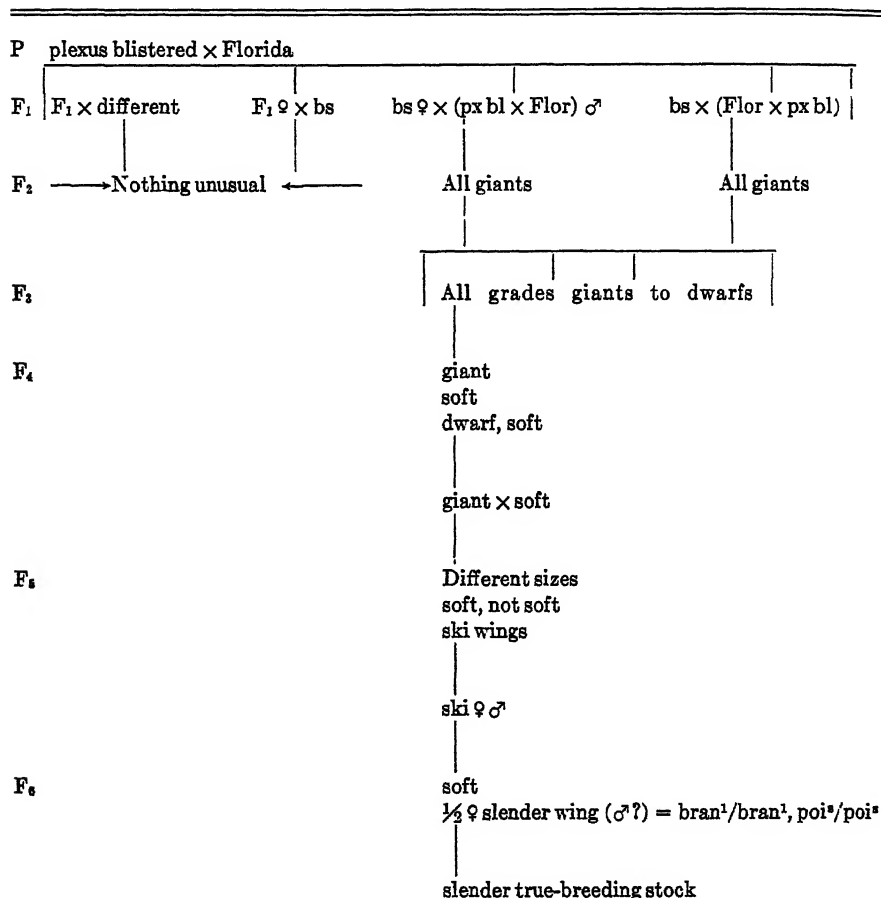 P plexus blistered × Florida
F₁ F₁ × different F₁ ♀ × bs bs ♀ × (px bl × Flor) ♂ bs × (Flor × px bl)
F₂ Nothing unusual All giants All giants
F₃ All grades giants to dwarfs
F₄ giant
soft
dwarf, soft
giant × soft
F₅ Different sizes
soft, not soft
ski wings
ski ♀ ♂
F₆ soft
½ ♀ slender wing (♂?) = bran¹/bran¹, poiˢ/poiˢ
slender true-breeding stock